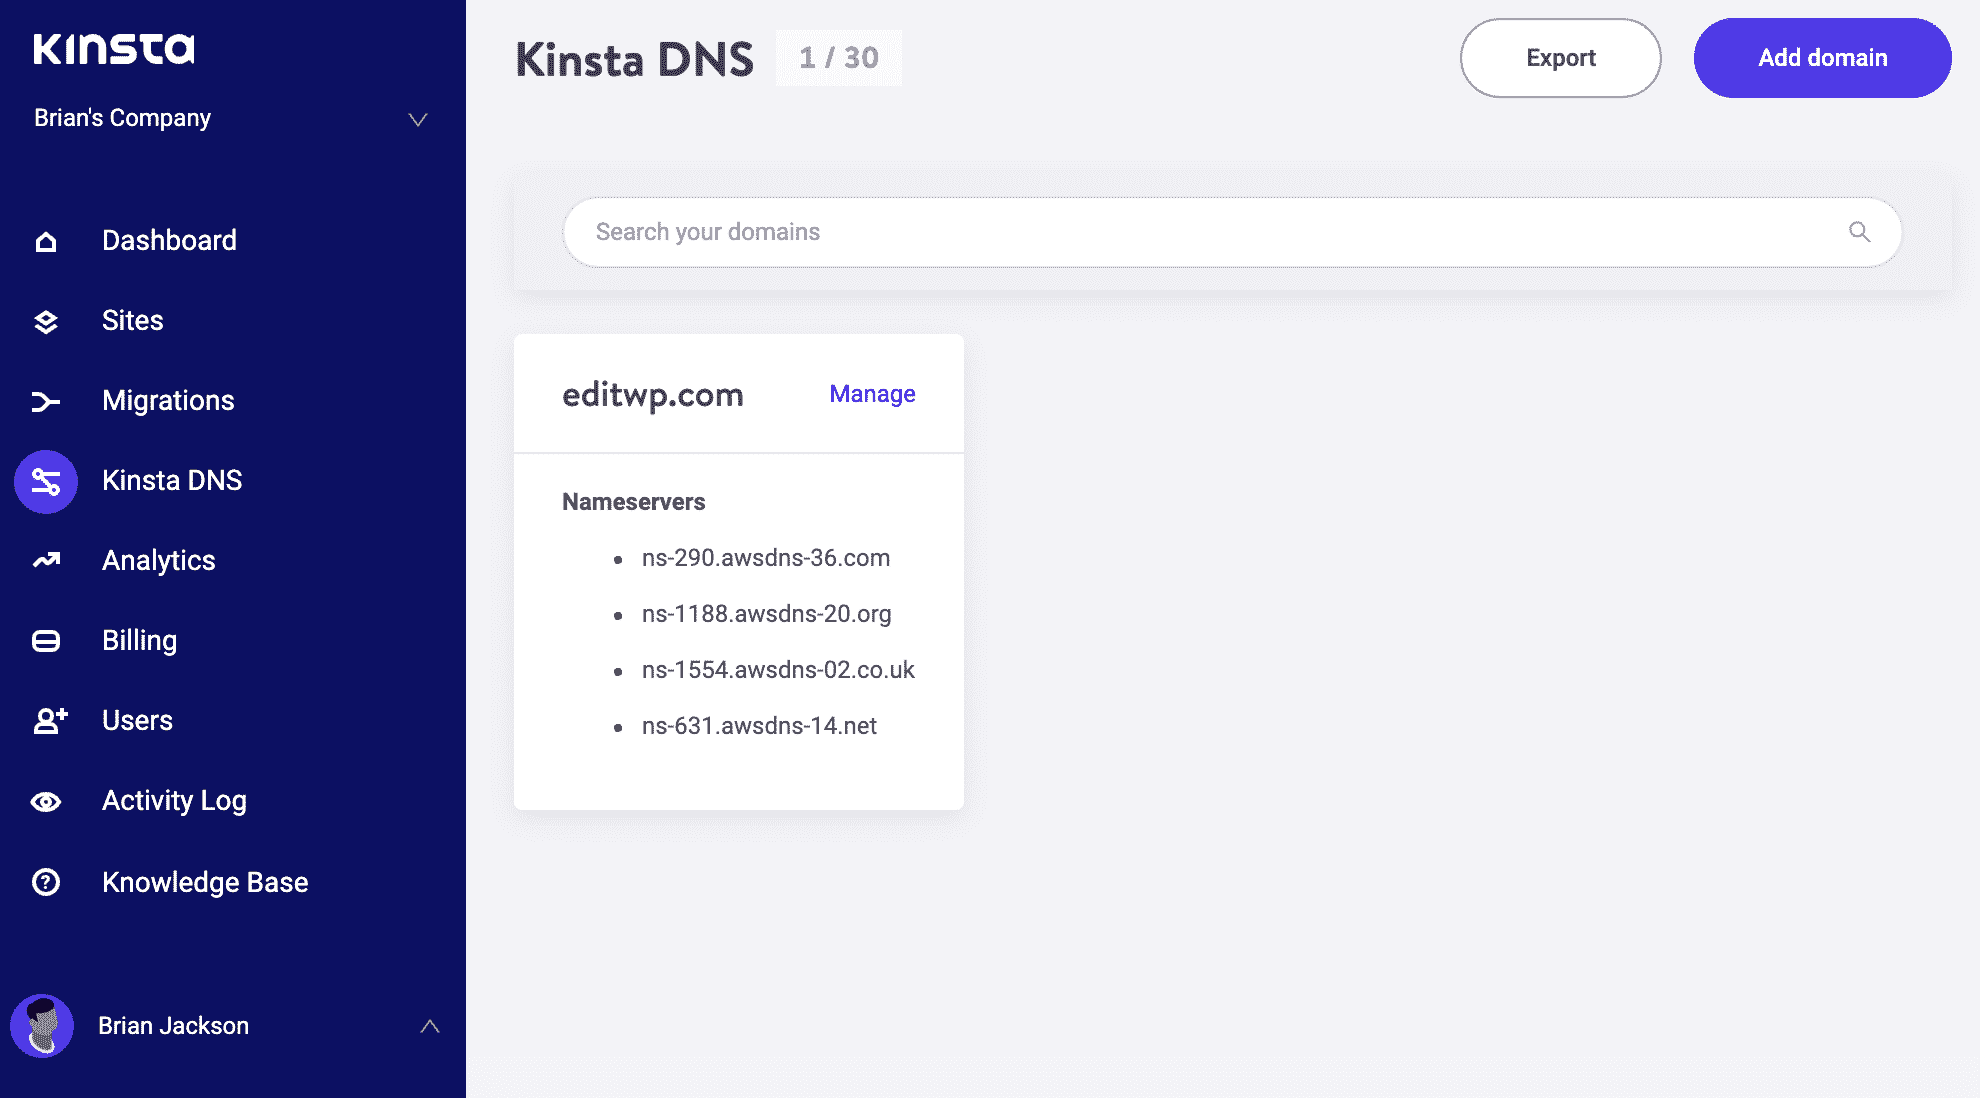 Kinsta
Brian's Company
Dashboard
Sites
Migrations
Kinsta DNS
Analytics
Billing
Users
Activity Log
Knowledge Base
Brian Jackson
Kinsta DNS
1 / 30
Export
Add domain
Search your domains
editwp.com
Manage
Nameservers
ns-290.awsdns-36.com
ns-1188.awsdns-20.org
ns-1554.awsdns-02.co.uk
ns-631.awsdns-14.net